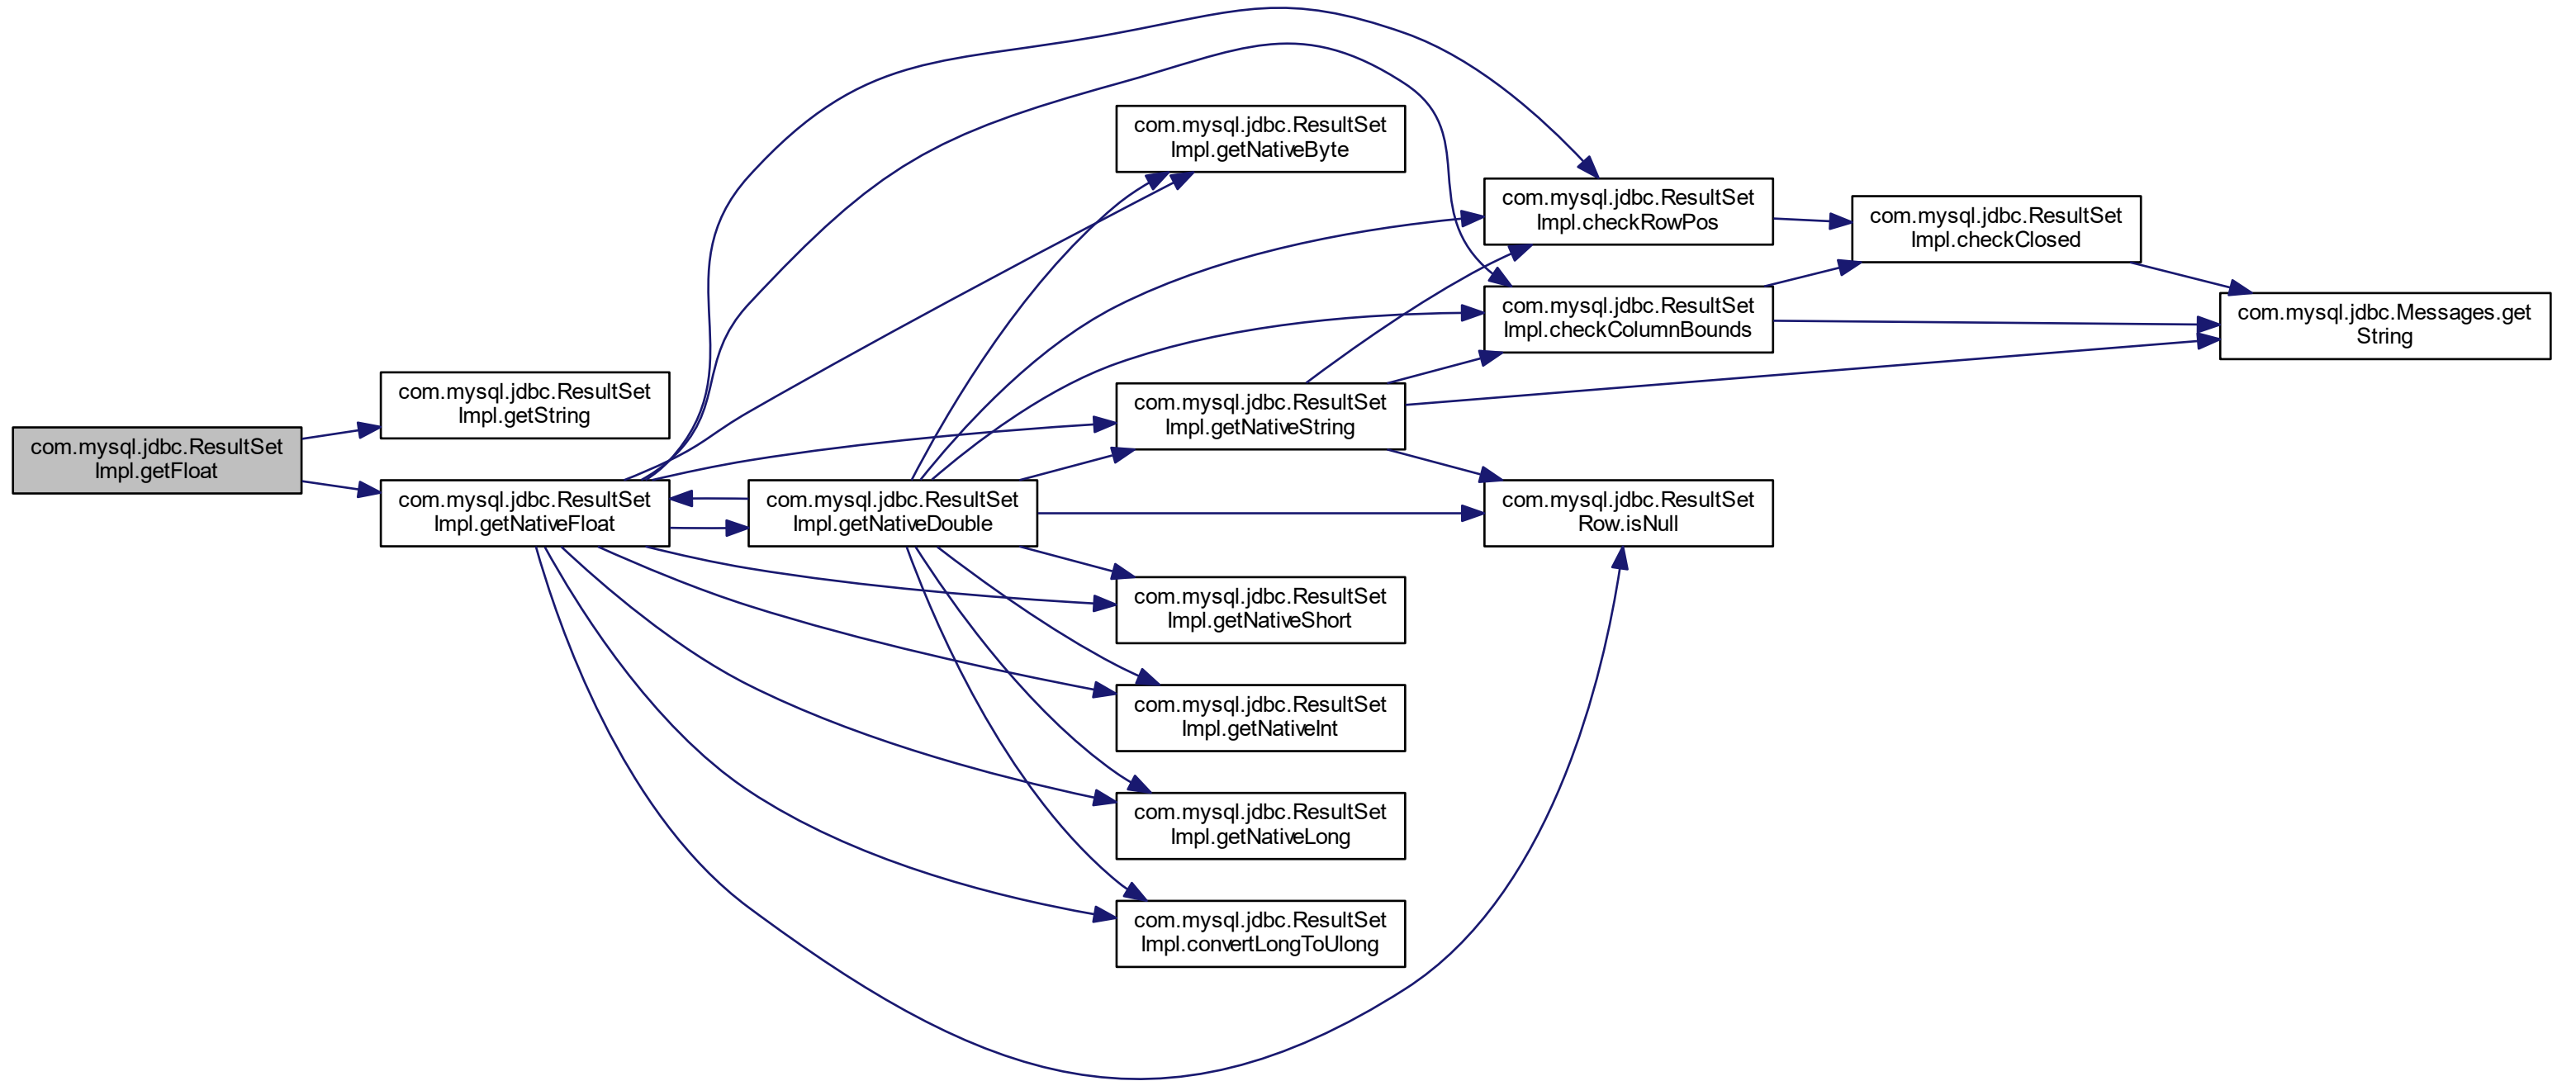 com.mysql.jdbc.ResultSet
Impl.getFloat
com.mysql.jdbc.ResultSet
Impl.getString
com.mysql.jdbc.ResultSet
Impl.getNativeFloat
com.mysql.jdbc.ResultSet
Impl.getNativeDouble
com.mysql.jdbc.ResultSet
Impl.getNativeByte
com.mysql.jdbc.ResultSet
Impl.getNativeString
com.mysql.jdbc.ResultSet
Impl.getNativeShort
com.mysql.jdbc.ResultSet
Impl.getNativeInt
com.mysql.jdbc.ResultSet
Impl.getNativeLong
com.mysql.jdbc.ResultSet
Impl.convertLongToUlong
com.mysql.jdbc.ResultSet
Impl.checkRowPos
com.mysql.jdbc.ResultSet
Impl.checkColumnBounds
com.mysql.jdbc.ResultSet
Row.isNull
com.mysql.jdbc.ResultSet
Impl.checkClosed
com.mysql.jdbc.Messages.get
String